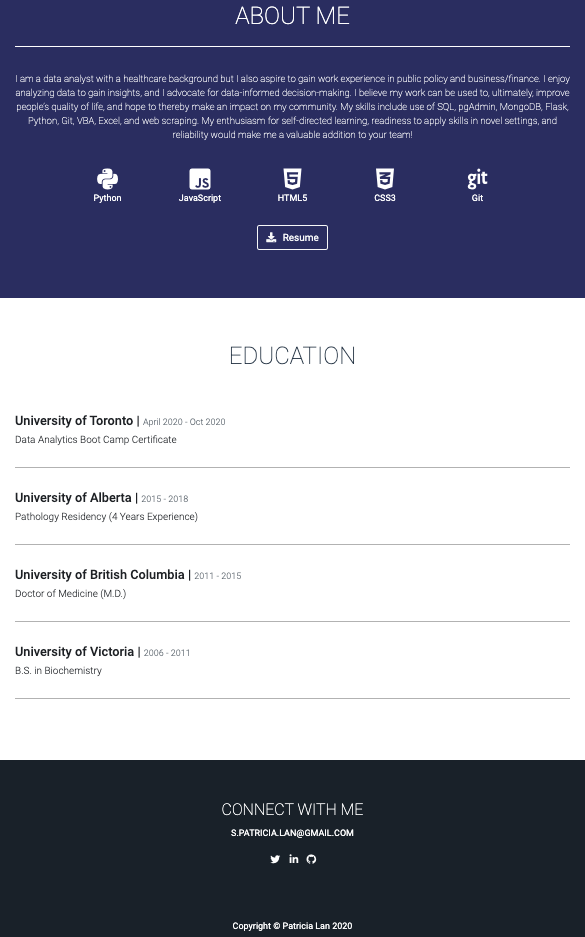 ABOUT ME
I am a data analyst with a healthcare background but I also aspire to gain work experience in public policy and business/finance. I enjoy
analyzing data to gain insights, and I advocate for data-informed decision-making. I believe my work can be used to, ultimately, improve
people's quality of life, and hope to thereby make an impact on my community. My skills include use of SQL, pgAdmin, MongoDB, Flask,
Python, Git, VBA, Excel, and web scraping. My enthusiasm for self-directed learning, readiness to apply skills in novel settings, and
reliability would make me a valuable addition to your team!
JS 5 3 git
Python JavaScript HTML5 CSS3 Git
Resume
EDUCATION
University of Toronto | April 2020 - Oct 2020
Data Analytics Boot Camp Certificate
University of Alberta | 2015 - 2018
Pathology Residency (4 Years Experience)
University of British Columbia | 2011 - 2015
Doctor of Medicine (M.D.)
University of Victoria | 2006 - 2011
B.S. in Biochemistry
CONNECT WITH ME
S.PATRICIA.LAN@GMAIL.COM
in
Copyright © Patricia Lan 2020